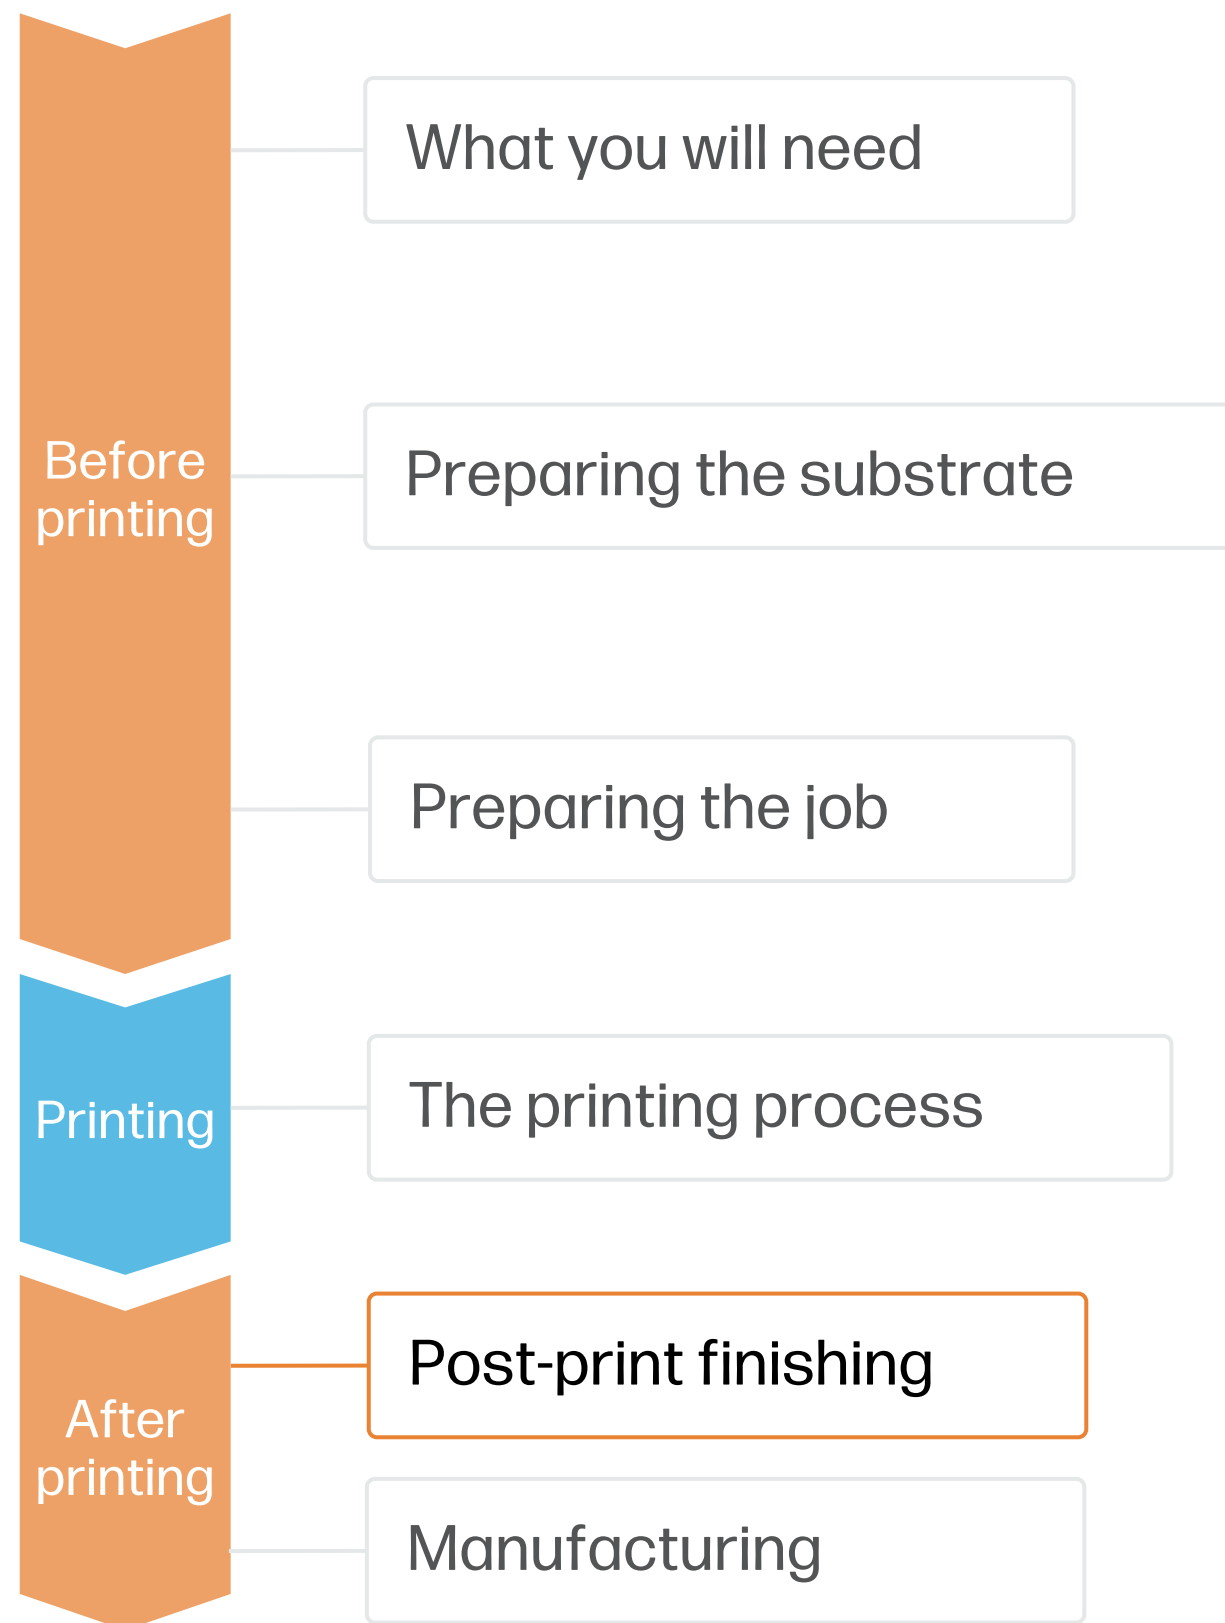 What you will need
Before
printing
Preparing the substrate
Preparing the job
Printing
The printing process
After
printing
Post-print finishing
Manufacturing